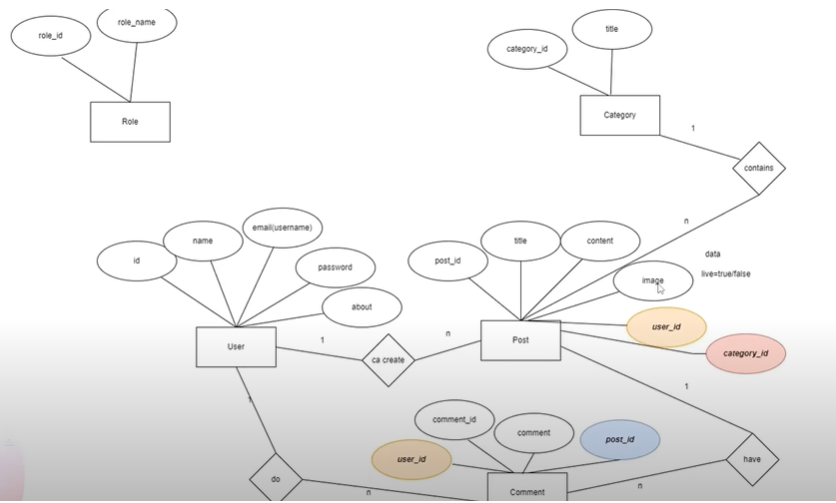 role_id
role_name
Role
category_id
title
Category
1
contains
n
id
name
email(username)
password
about
User
1
ca create
n
post_id
title
content
image
data
live=true/false
user_id
category_id
Post
1
1
have
comment_id
comment
post_id
user_id
do
n
Comment
n